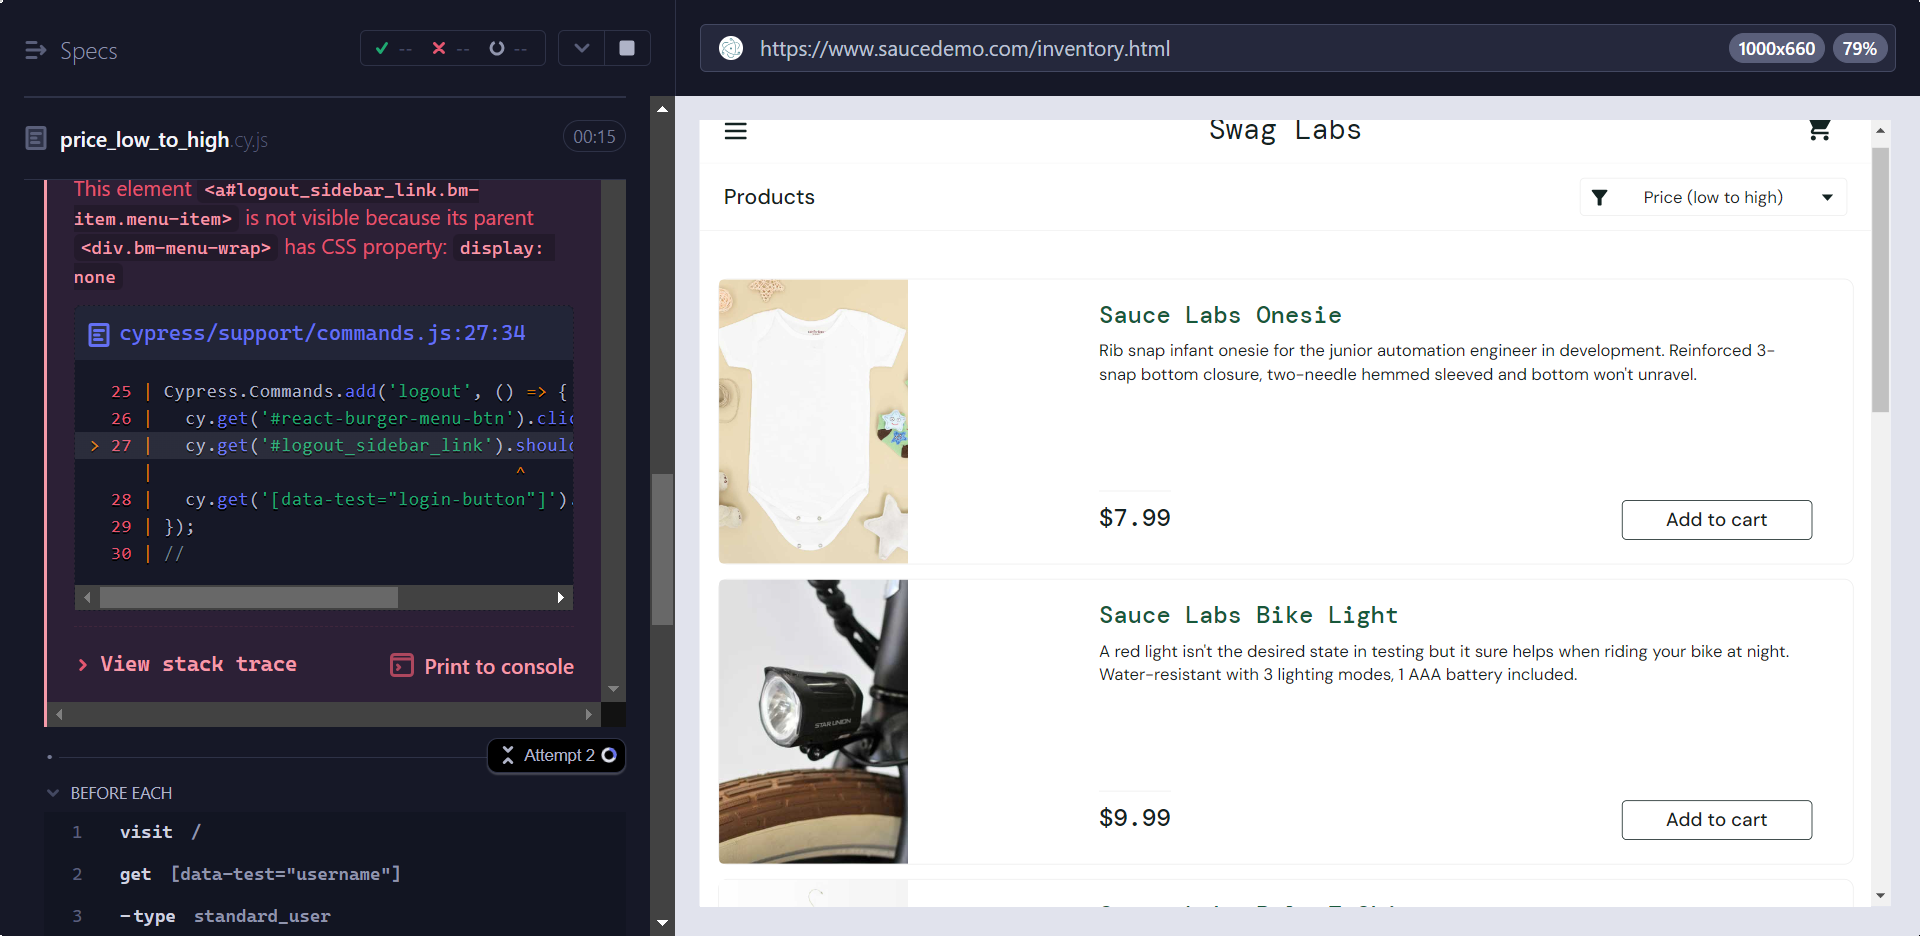 Specs
--
--
--
https://www.saucedemo.com/inventory.html
1000x660
79%
price_low_to_high.cy.js
00:15
This element <a#logout_sidebar_link.bm-
item.menu-item> is not visible because its parent
<div.bm-menu-wrap> has CSS property: display:
none
cypress/support/commands.js:27:34
25 | Cypress.Commands.add('logout', () => {
26 | cy.get('#react-burger-menu-btn').clic
> 27 | cy.get('#logout_sidebar_link').should
| ^
28 | cy.get('[data-test="login-button"]').
29 | });
30 | //
> View stack trace
Print to console
Attempt 2
BEFORE EACH
1 visit /
2 get [data-test="username"]
3 -type standard_user
Swag Labs
Products
Price (low to high)
Sauce Labs Onesie
Rib snap infant onesie for the junior automation engineer in development. Reinforced 3-
snap bottom closure, two-needle hemmed sleeved and bottom won't unravel.
$7.99
Add to cart
STAR UNION
Sauce Labs Bike Light
A red light isn't the desired state in testing but it sure helps when riding your bike at night.
Water-resistant with 3 lighting modes, 1 AAA battery included.
$9.99
Add to cart